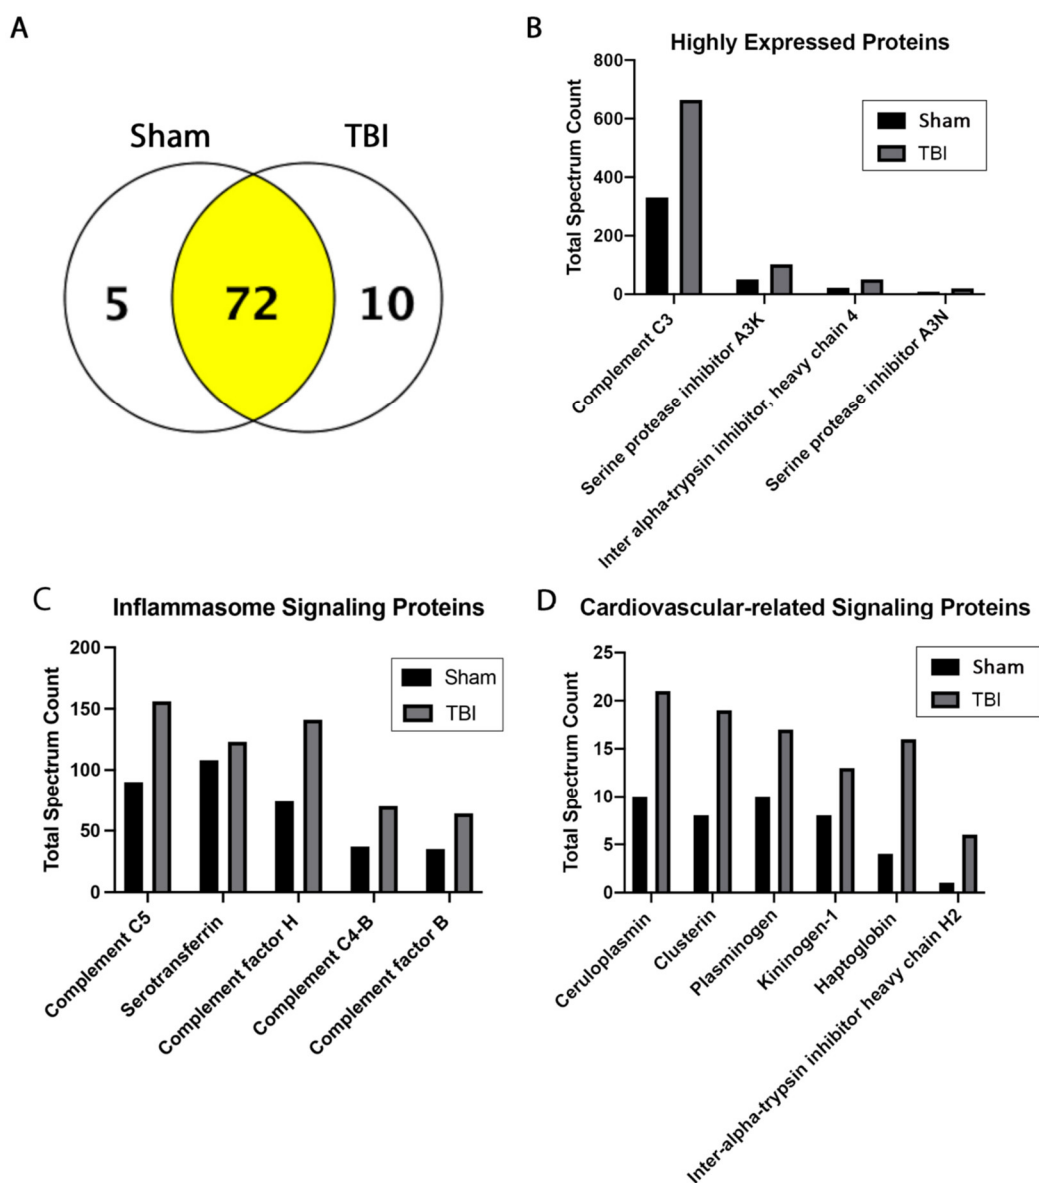 A
Sham
TBI
5
72
10
B
Highly Expressed Proteins
Total Spectrum Count
800
600
400
200
0
Sham
TBI
Complement C3
Serine protease inhibitor A3K
Inter alpha-trypsin inhibitor, heavy chain 4
Serine protease inhibitor A3N
C
Inflammasome Signaling Proteins
Total Spectrum Count
200
150
100
50
0
Sham
TBI
Complement C5
Serotransferrin
Complement factor H
Complement C4-B
Complement factor B
D
Cardiovascular-related Signaling Proteins
Total Spectrum Count
25
20
15
10
5
0
Sham
TBI
Ceruloplasmin
Clusterin
Plasminogen
Kininogen-1
Haptoglobin
Inter-alpha-trypsin inhibitor heavy chain H2